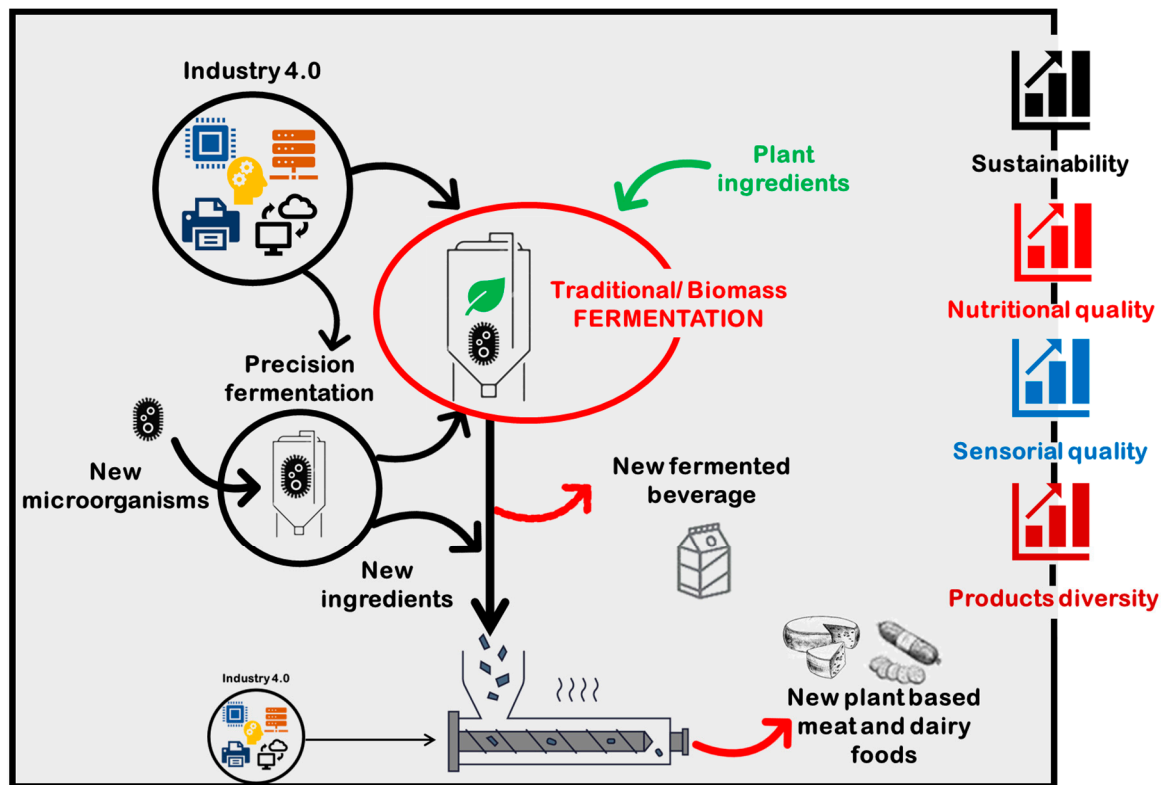 Industry 4.0
Plant
ingredients
Sustainability
Traditional/ Biomass
FERMENTATION
Nutritional quality
Precision
fermentation
New
microorganisms
New fermented
beverage
Sensorial quality
New
ingredients
Products diversity
Industry 4.0
New plant based
meat and dairy
foods